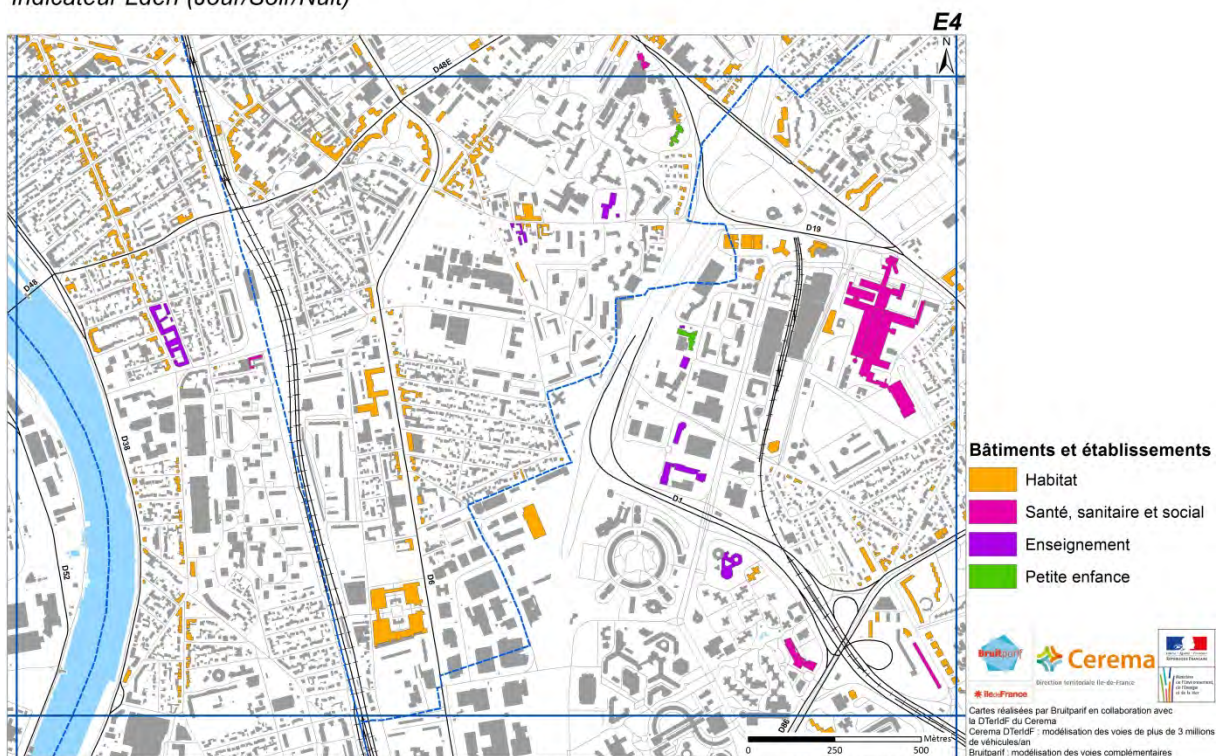 Indicateur Lden (Jour/Soir/Nuit)
E4
N
D48E
D19
D48
D38
D52
D1
D6
D86
Mètres
0 250 500
Bâtiments et établissements
Habitat
Santé, sanitaire et social
Enseignement
Petite enfance
Bruitparif
Cerema
Direction territoriale Ile-de-France
îledeFrance
Cartes réalisées par Bruitparif en collaboration avec
la DTerIdF du Cerema
Cerema DTerIdF : modélisation des voies de plus de 3 millions
de véhicules/an
Bruitparif : modélisation des voies complémentaires